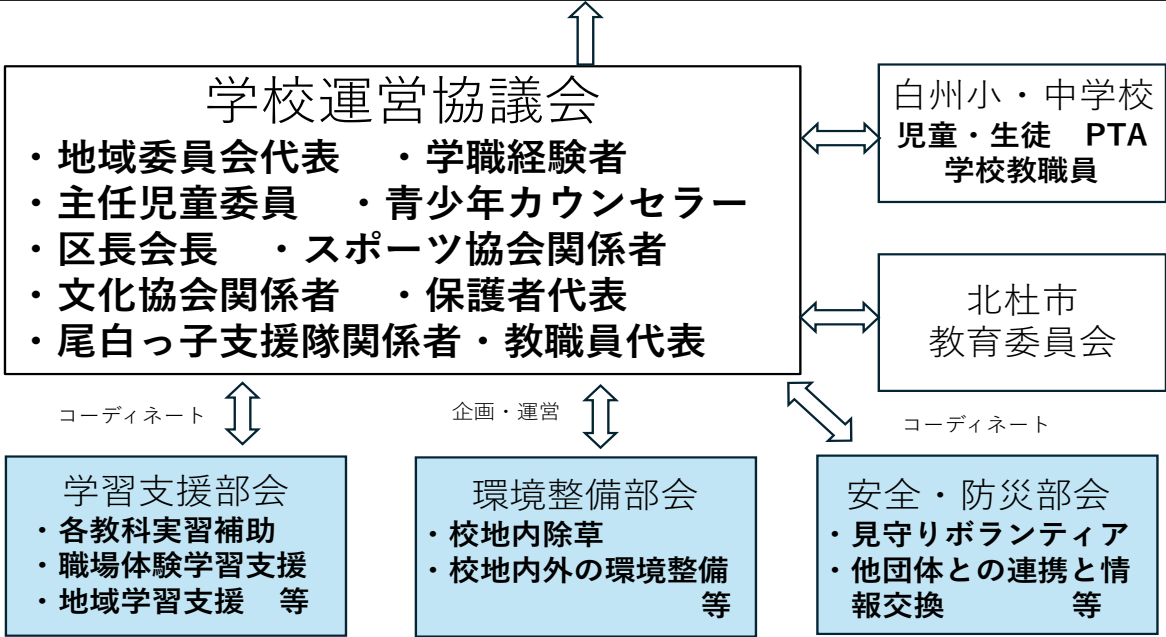 学校運営協議会
・地域委員会代表　・学職経験者
・主任児童委員　・青少年カウンセラー
・区長会長　・スポーツ協会関係者
・文化協会関係者　・保護者代表
・尾白っ子支援隊関係者・教職員代表
白州小・中学校
児童・生徒　PTA
学校教職員
北杜市
教育委員会
コーディネート
企画・運営
コーディネート
学習支援部会
・各教科実習補助
・職場体験学習支援
・地域学習支援　等
環境整備部会
・校地内除草
・校地内外の環境整備
等
安全・防災部会
・見守りボランティア
・他団体との連携と情
報交換　等